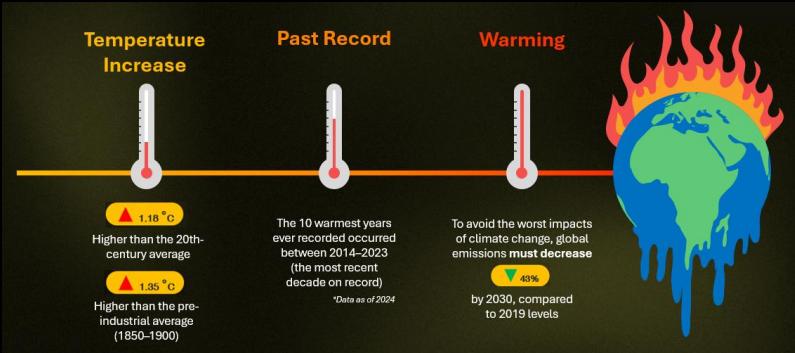 Temperature
Increase
▲ 1.18 °C
Higher than the 20th-
century average
▲ 1.35 °C
Higher than the pre-
industrial average
(1850–1900)
Past Record
The 10 warmest years
ever recorded occurred
between 2014–2023
(the most recent
decade on record)
*Data as of 2024
Warming
To avoid the worst impacts
of climate change, global
emissions must decrease
▼ 43%
by 2030, compared
to 2019 levels